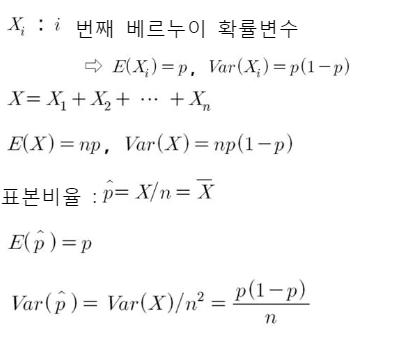 X_i : i 번째 베르누이 확률변수
⇨ E(X_i)=p, Var(X_i)=p(1−p)
X = X_1 + X_2 + ⋯ + X_n
E(X) = np, Var(X) = np(1−p)
표본비율 : p̂ = X/n = X̅
E(p̂) = p
Var(p̂) = Var(X)/n² = p(1−p)/n